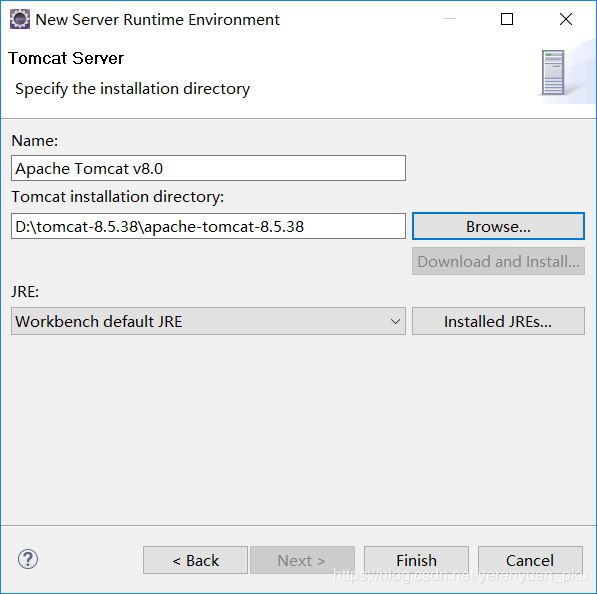 New Server Runtime Environment
Tomcat Server
Specify the installation directory
Name:
Apache Tomcat v8.0
Tomcat installation directory:
D:\tomcat-8.5.38\apache-tomcat-8.5.38
Browse...
Download and Install...
JRE:
Workbench default JRE
Installed JREs...
?
< Back
Next >
Finish
Cancel
https://blog.csdn.net/yerenyuan_pku